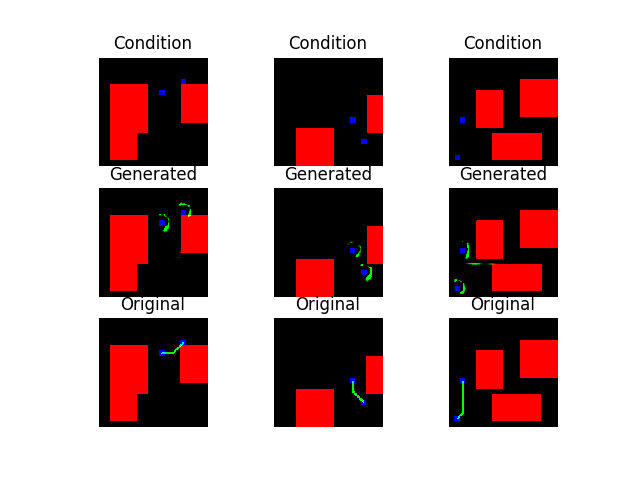 Condition
Condition
Condition
Generated
Generated
Generated
Original
Original
Original